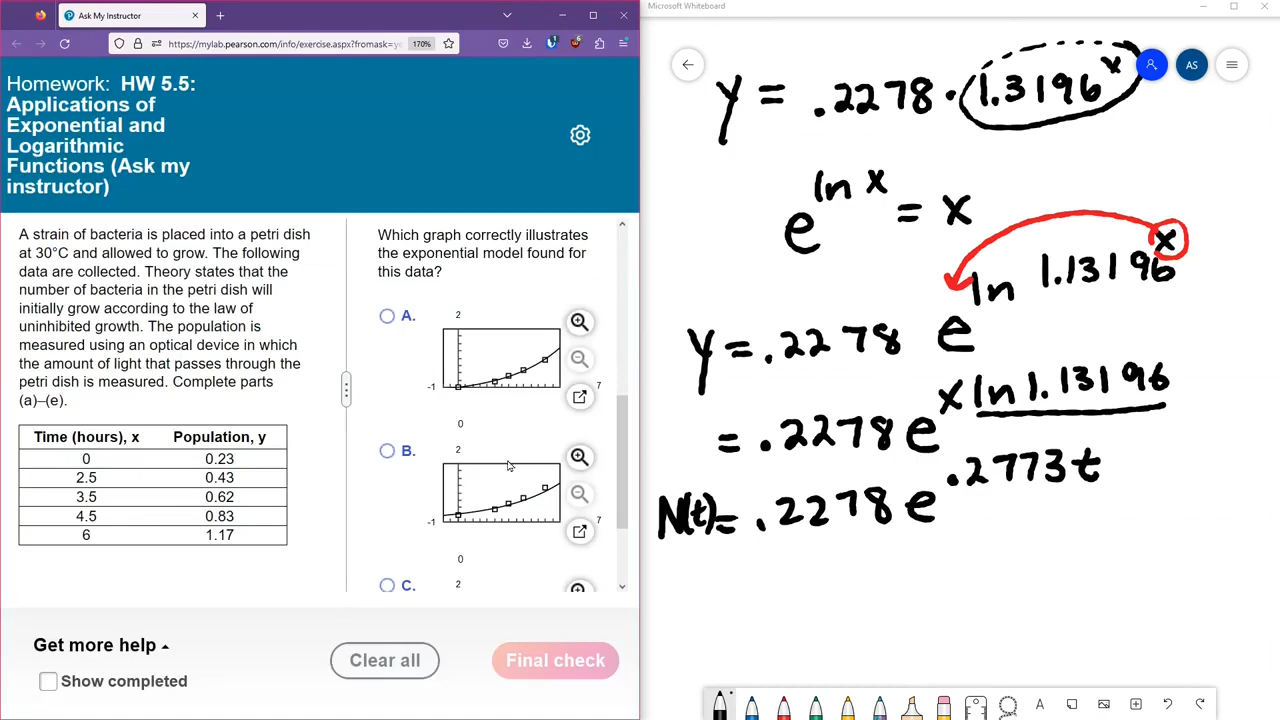 Ask My Instructor
https://mylab.pearson.com/info/exercise.aspx?fromask=ye
170%
Homework: HW 5.5:
Applications of
Exponential and
Logarithmic
Functions (Ask my
instructor)
A strain of bacteria is placed into a petri dish
at 30°C and allowed to grow. The following
data are collected. Theory states that the
number of bacteria in the petri dish will
initially grow according to the law of
uninhibited growth. The population is
measured using an optical device in which
the amount of light that passes through the
petri dish is measured. Complete parts
(a)–(e).
Time (hours), x Population, y
0 0.23
2.5 0.43
3.5 0.62
4.5 0.83
6 1.17
Which graph correctly illustrates
the exponential model found for
this data?
A.
2
-1
7
0
B.
2
-1
7
0
C.
2
Get more help
Show completed
Clear all
Final check
Microsoft Whiteboard
AS
y = .2278 · 1.3196^x
e^ln x = x
ln 1.13196^x
y = .2278 e
x ln 1.13196
= .2278 e
.2773t
N(t) = .2278 e
A